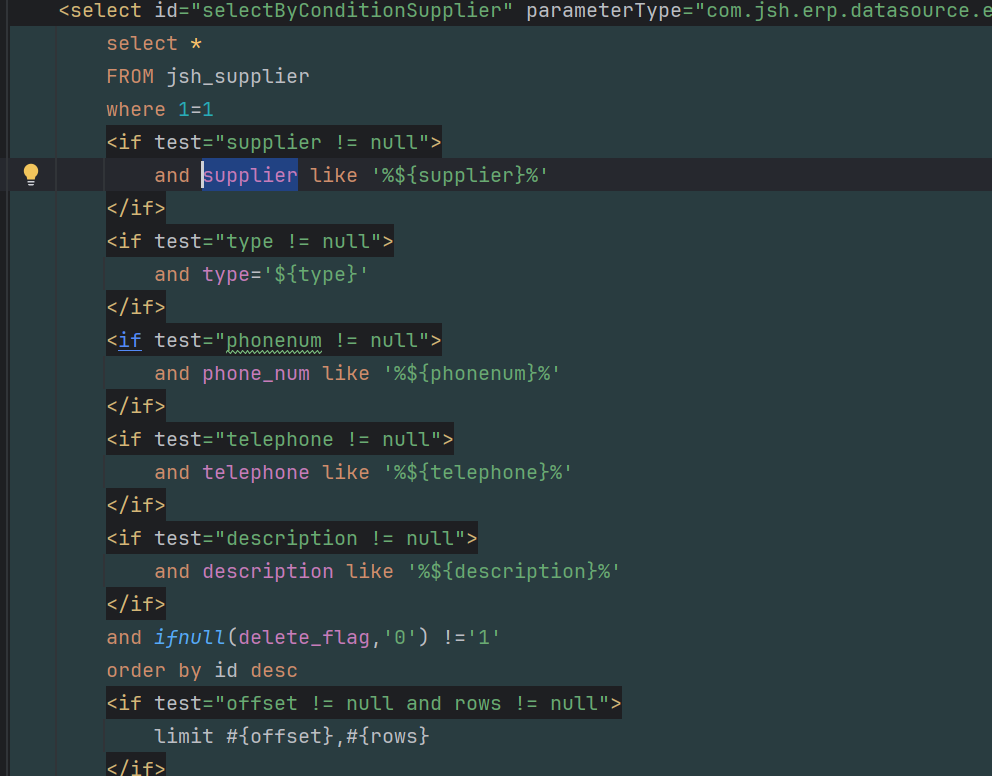 <select id="selectByConditionSupplier" parameterType="com.jsh.erp.datasource.e
select *
FROM jsh_supplier
where 1=1
<if test="supplier != null">
and supplier like '%${supplier}%'
</if>
<if test="type != null">
and type='${type}'
</if>
<if test="phonenum != null">
and phone_num like '%${phonenum}%'
</if>
<if test="telephone != null">
and telephone like '%${telephone}%'
</if>
<if test="description != null">
and description like '%${description}%'
</if>
and ifnull(delete_flag,'0') !='1'
order by id desc
<if test="offset != null and rows != null">
limit #{offset},#{rows}
</if>